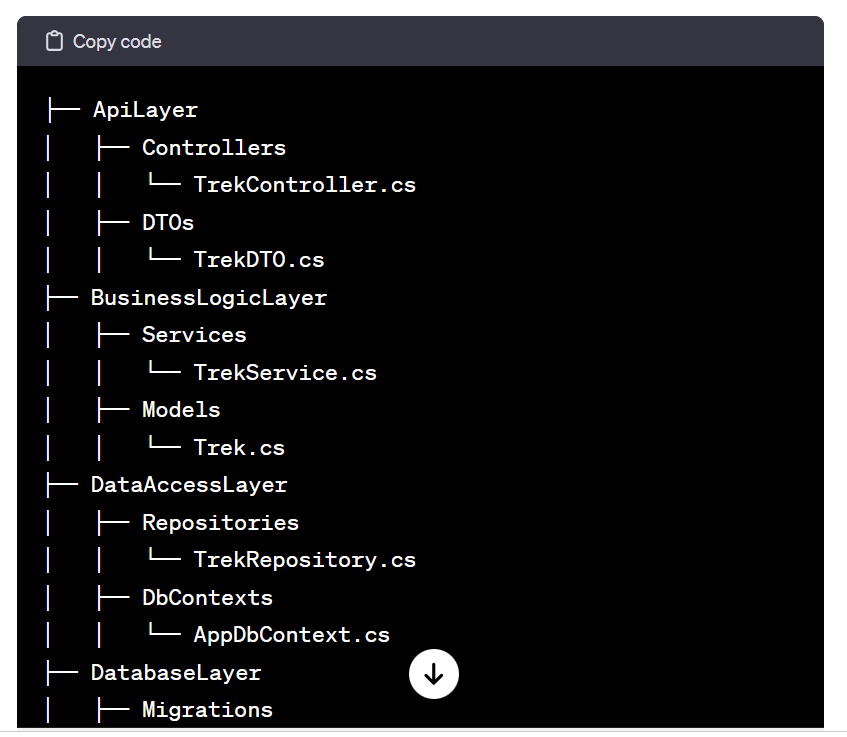 Copy code
├── ApiLayer
│   ├── Controllers
│   │   └── TrekController.cs
│   ├── DTOs
│   │   └── TrekDTO.cs
├── BusinessLogicLayer
│   ├── Services
│   │   └── TrekService.cs
│   ├── Models
│   │   └── Trek.cs
├── DataAccessLayer
│   ├── Repositories
│   │   └── TrekRepository.cs
│   ├── DbContexts
│   │   └── AppDbContext.cs
├── DatabaseLayer
│   ├── Migrations